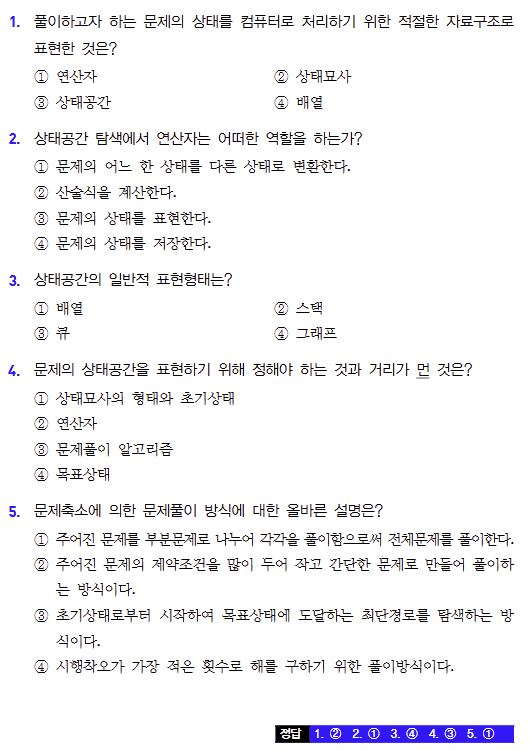 1. 풀이하고자 하는 문제의 상태를 컴퓨터로 처리하기 위한 적절한 자료구조로
표현한 것은?
① 연산자 ② 상태묘사
③ 상태공간 ④ 배열
2. 상태공간 탐색에서 연산자는 어떠한 역할을 하는가?
① 문제의 어느 한 상태를 다른 상태로 변환한다.
② 산술식을 계산한다.
③ 문제의 상태를 표현한다.
④ 문제의 상태를 저장한다.
3. 상태공간의 일반적 표현형태는?
① 배열 ② 스택
③ 큐 ④ 그래프
4. 문제의 상태공간을 표현하기 위해 정해야 하는 것과 거리가 먼 것은?
① 상태묘사의 형태와 초기상태
② 연산자
③ 문제풀이 알고리즘
④ 목표상태
5. 문제축소에 의한 문제풀이 방식에 대한 올바른 설명은?
① 주어진 문제를 부분문제로 나누어 각각을 풀이함으로써 전체문제를 풀이한다.
② 주어진 문제의 제약조건을 많이 두어 작고 간단한 문제로 만들어 풀이하
는 방식이다.
③ 초기상태로부터 시작하여 목표상태에 도달하는 최단경로를 탐색하는 방
식이다.
④ 시행착오가 가장 적은 횟수로 해를 구하기 위한 풀이방식이다.
정답 1. ② 2. ① 3. ④ 4. ③ 5. ①